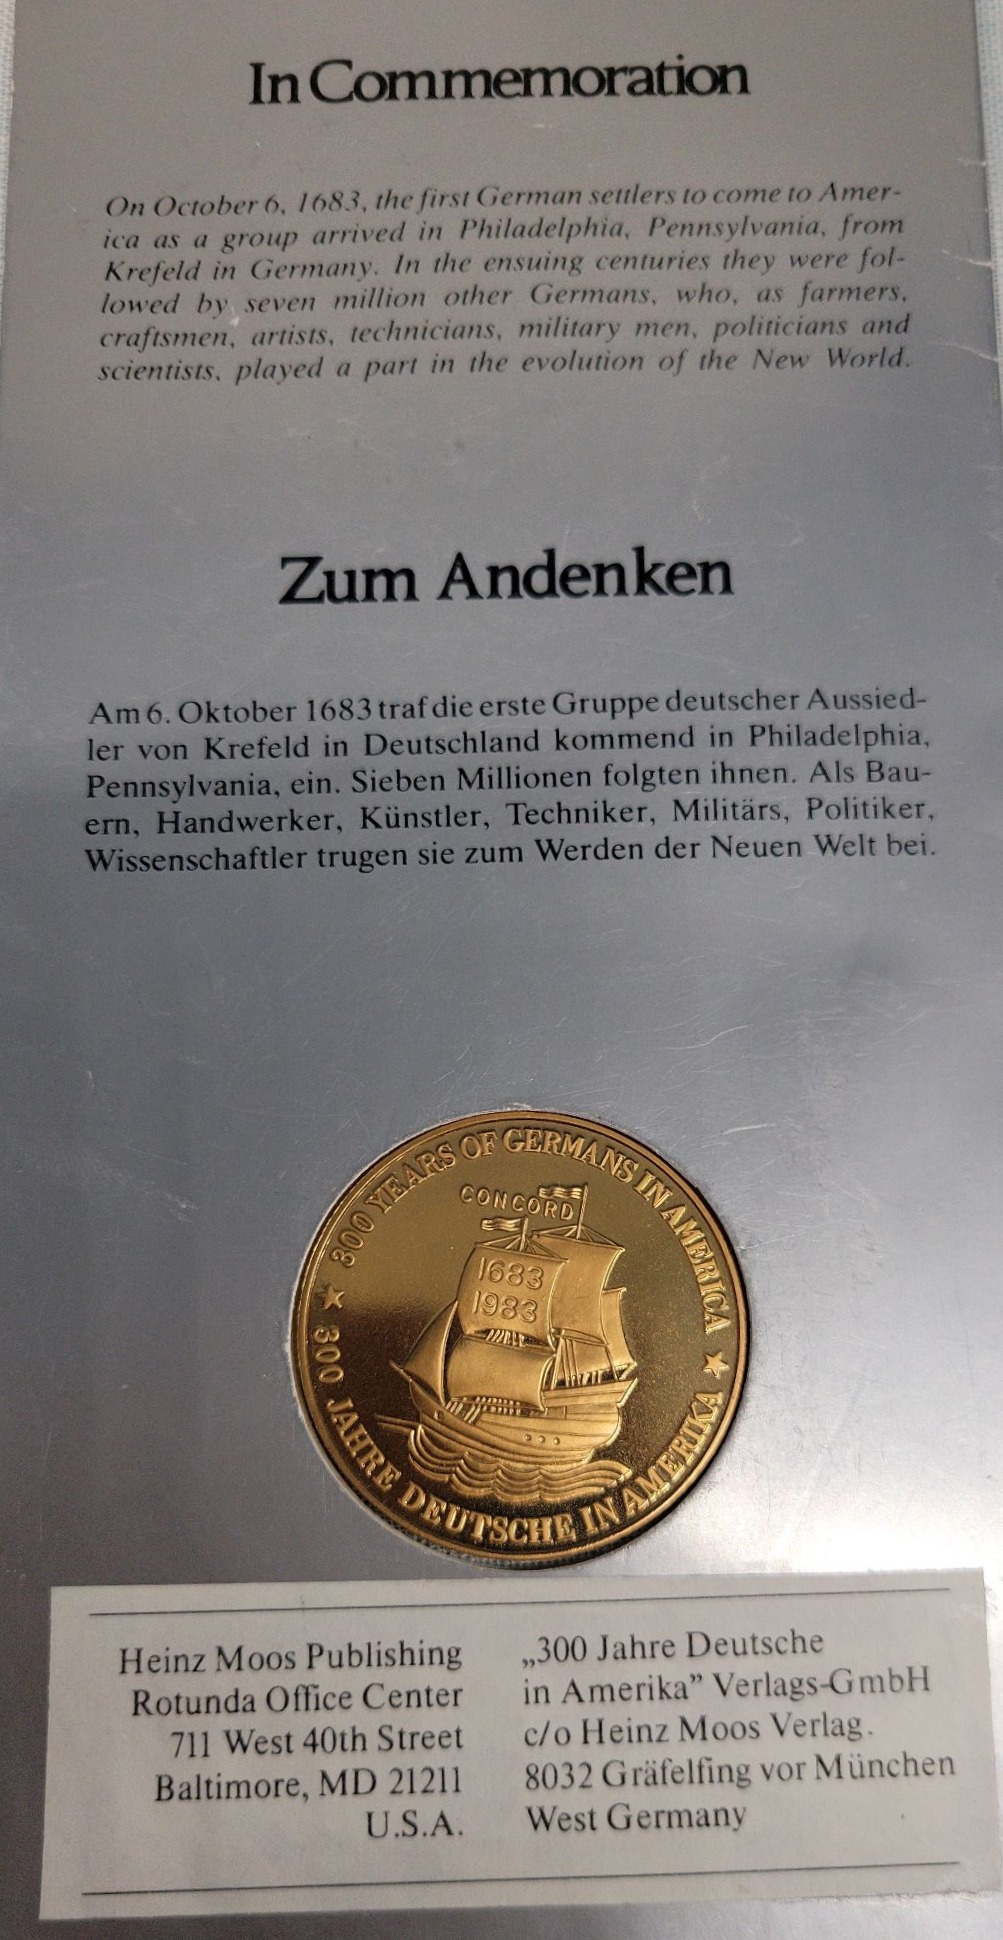 In Commemoration
On October 6, 1683, the first German settlers to come to Amer-
ica as a group arrived in Philadelphia, Pennsylvania, from
Krefeld in Germany. In the ensuing centuries they were fol-
lowed by seven million other Germans, who, as farmers,
craftsmen, artists, technicians, military men, politicians and
scientists, played a part in the evolution of the New World.
Zum Andenken
Am 6. Oktober 1683 traf die erste Gruppe deutscher Aussied-
ler von Krefeld in Deutschland kommend in Philadelphia,
Pennsylvania, ein. Sieben Millionen folgten ihnen. Als Bau-
ern, Handwerker, Künstler, Techniker, Militärs, Politiker,
Wissenschaftler trugen sie zum Werden der Neuen Welt bei.
300 YEARS OF GERMANS IN AMERICA
CONCORD
1683
1983
300 JAHRE DEUTSCHE IN AMERIKA
Heinz Moos Publishing
Rotunda Office Center
711 West 40th Street
Baltimore, MD 21211
U.S.A.
„300 Jahre Deutsche
in Amerika” Verlags-GmbH
c/o Heinz Moos Verlag.
8032 Gräfelfing vor München
West Germany